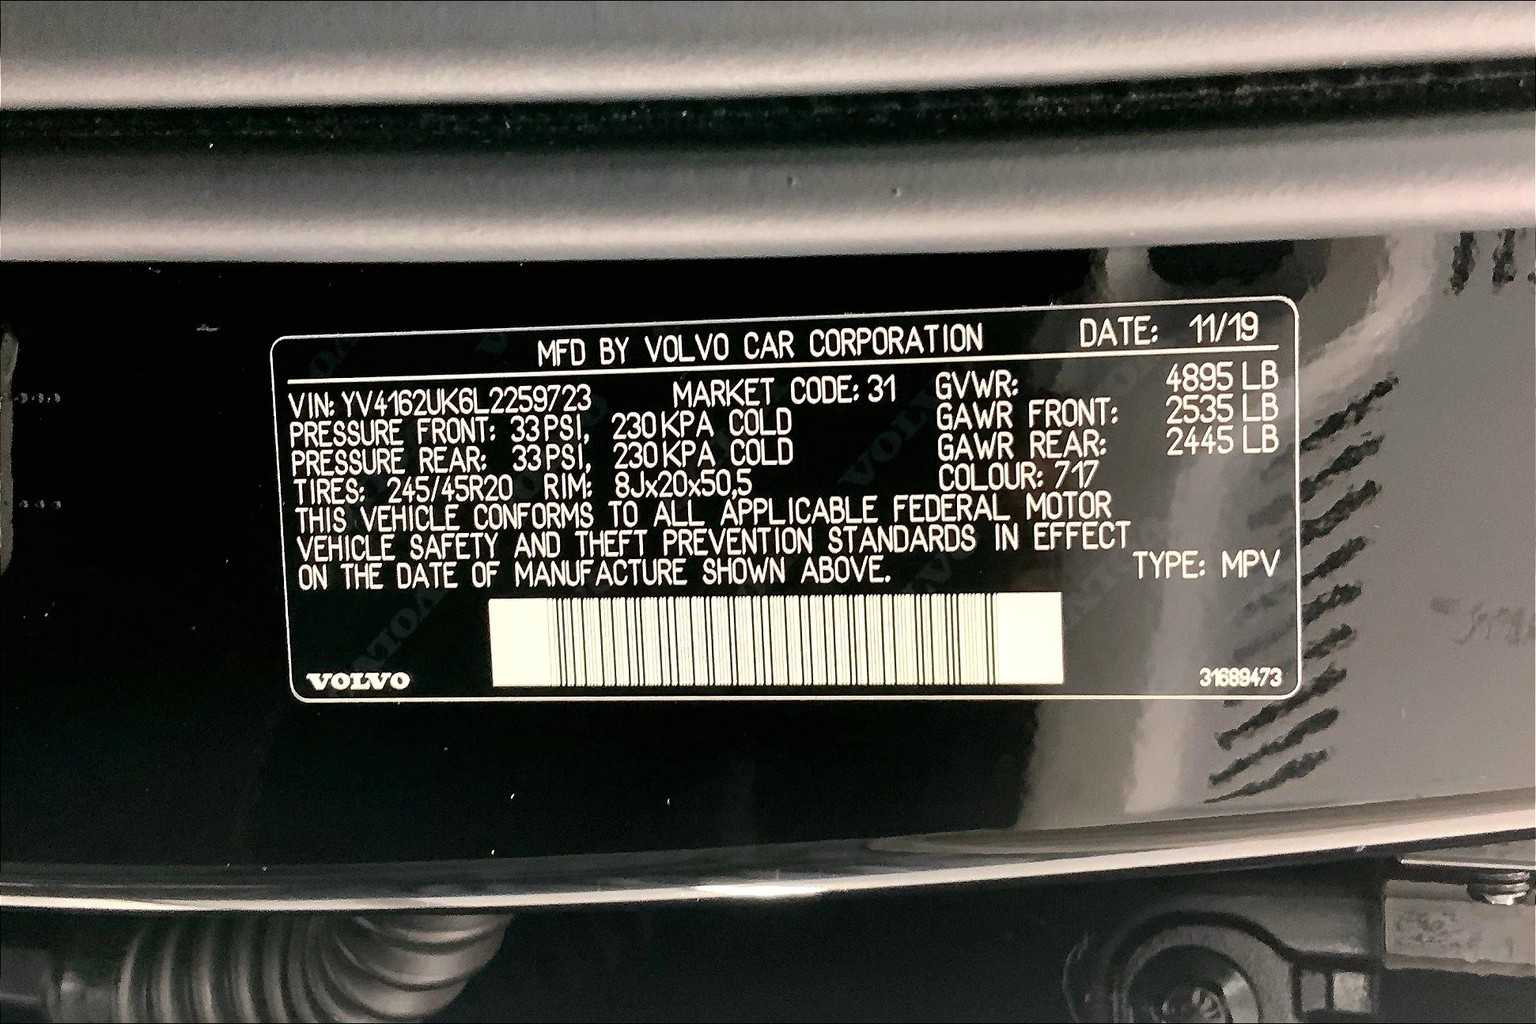 MFD BY VOLVO CAR CORPORATION DATE: 11/19
VIN: YV4162UK6L2259723 MARKET CODE: 31 GVWR: 4895 LB
PRESSURE FRONT: 33 PSI, 230 KPA COLD GAWR FRONT: 2535 LB
PRESSURE REAR: 33 PSI, 230 KPA COLD GAWR REAR: 2445 LB
TIRES: 245/45R20 RIM: 8Jx20x50,5 COLOUR: 717
THIS VEHICLE CONFORMS TO ALL APPLICABLE FEDERAL MOTOR
VEHICLE SAFETY AND THEFT PREVENTION STANDARDS IN EFFECT
ON THE DATE OF MANUFACTURE SHOWN ABOVE. TYPE: MPV
VOLVO 31689473